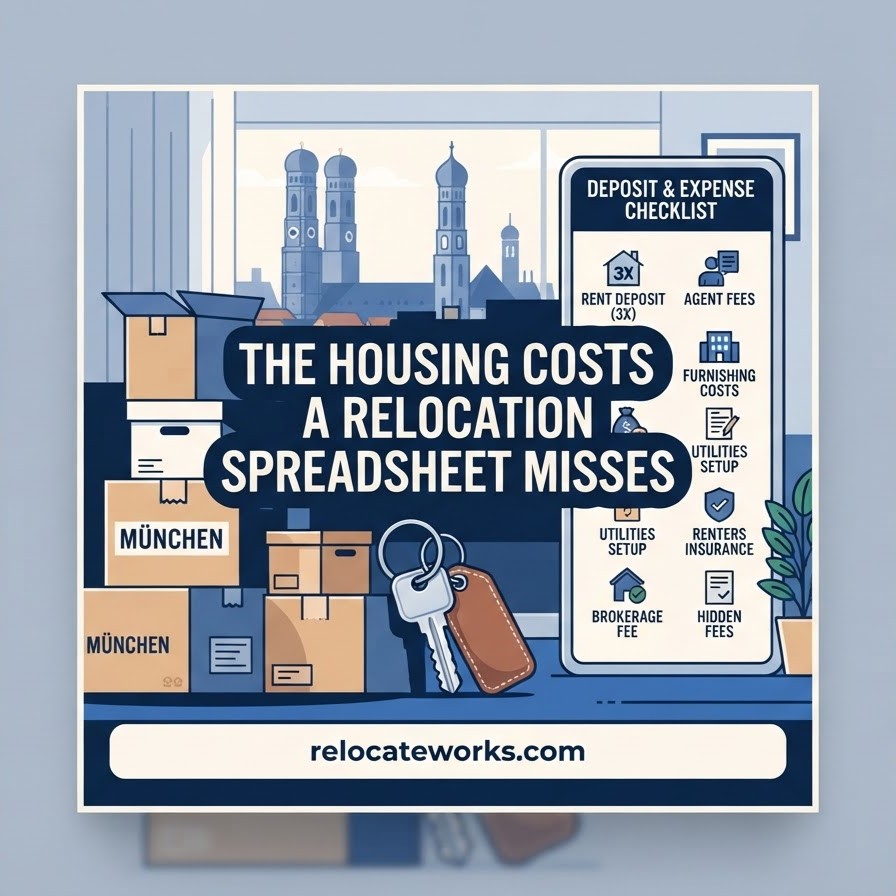 DEPOSIT & EXPENSE
CHECKLIST
3X
RENT DEPOSIT
(3X)
AGENT FEES
FURNISHING
COSTS
$
UTILITIES
SETUP
UTILITIES
SETUP
RENTERS
INSURANCE
BROKERAGE
FEE
HIDDEN
FEES
THE HOUSING COSTS
A RELOCATION
SPREADSHEET MISSES
MÜNCHEN
MÜNCHEN
relocateworks.com